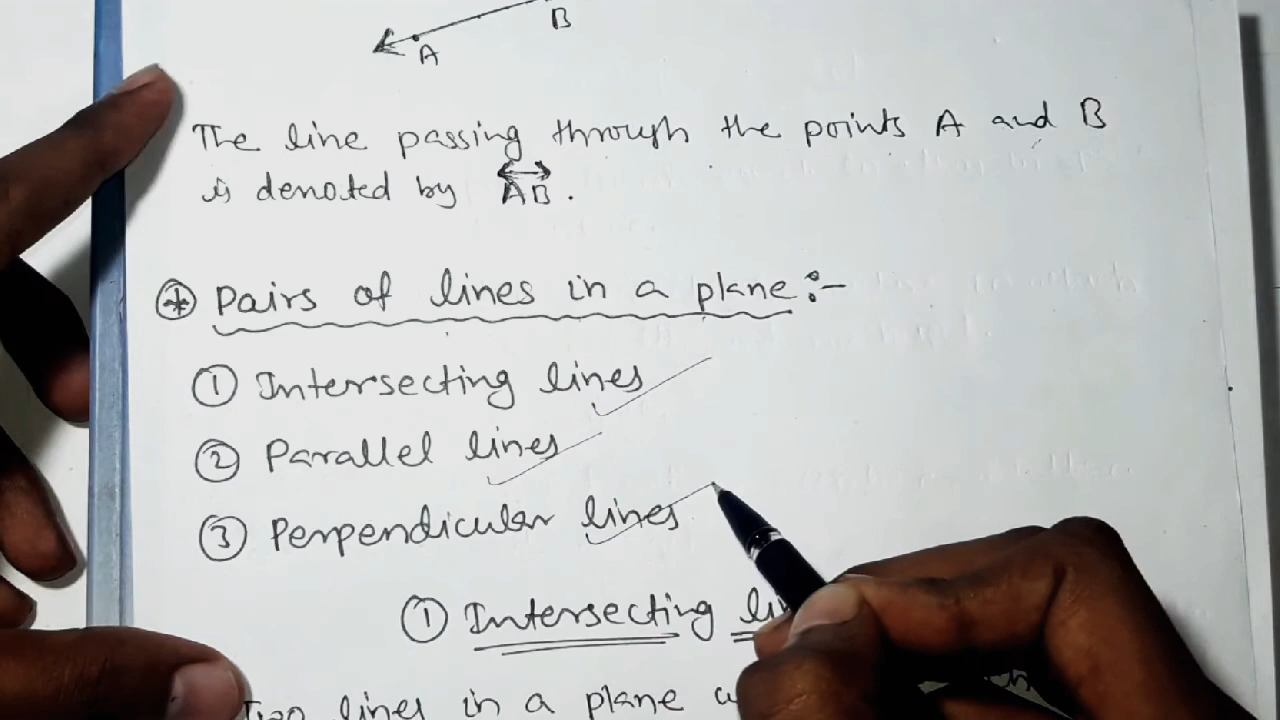 B
A
The line passing through the points A and B
is denoted by AB.
* Pairs of lines in a plane :-
① Intersecting lines
② Parallel lines
③ Perpendicular lines
① Intersecting
Two lines in a plane